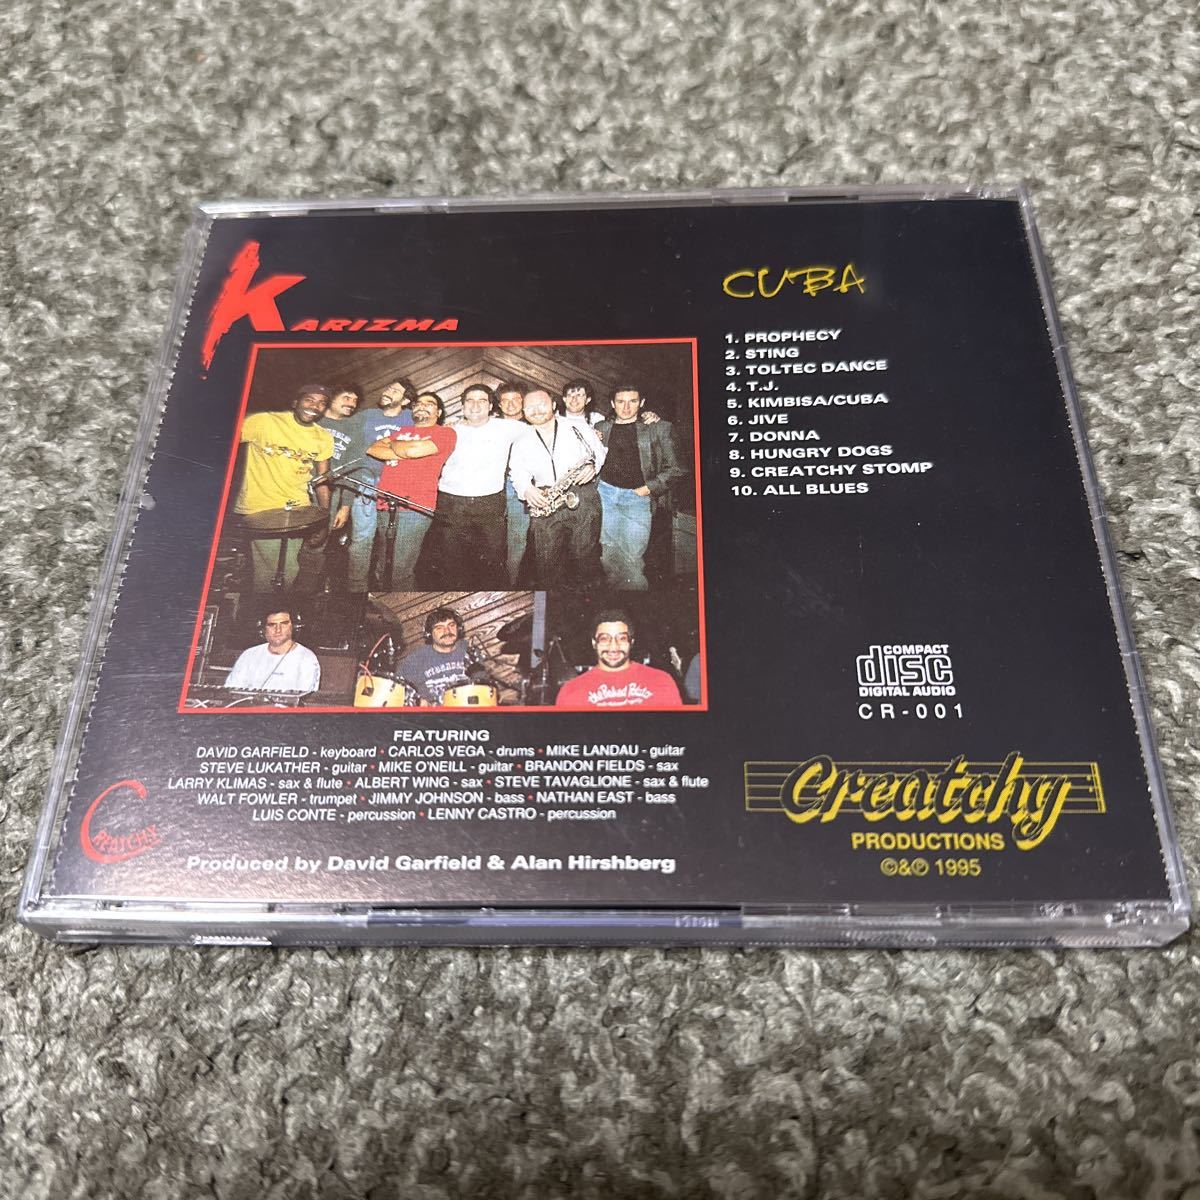 KARIZMA
CUBA
1. PROPHECY
2. STING
3. TOLTEC DANCE
4. T.J.
5. KIMBISA/CUBA
6. JIVE
7. DONNA
8. HUNGRY DOGS
9. CREATCHY STOMP
10. ALL BLUES
the Baked Potato
FEATURING
DAVID GARFIELD - keyboard • CARLOS VEGA - drums • MIKE LANDAU - guitar
STEVE LUKATHER - guitar • MIKE O'NEILL - guitar • BRANDON FIELDS - sax
LARRY KLIMAS - sax & flute • ALBERT WING - sax • STEVE TAVAGLIONE - sax & flute
WALT FOWLER - trumpet • JIMMY JOHNSON - bass • NATHAN EAST - bass
LUIS CONTE - percussion • LENNY CASTRO - percussion
Produced by David Garfield & Alan Hirshberg
CREATCHY
COMPACT
disc
DIGITAL AUDIO
CR-001
Creatchy
PRODUCTIONS
©&℗ 1995